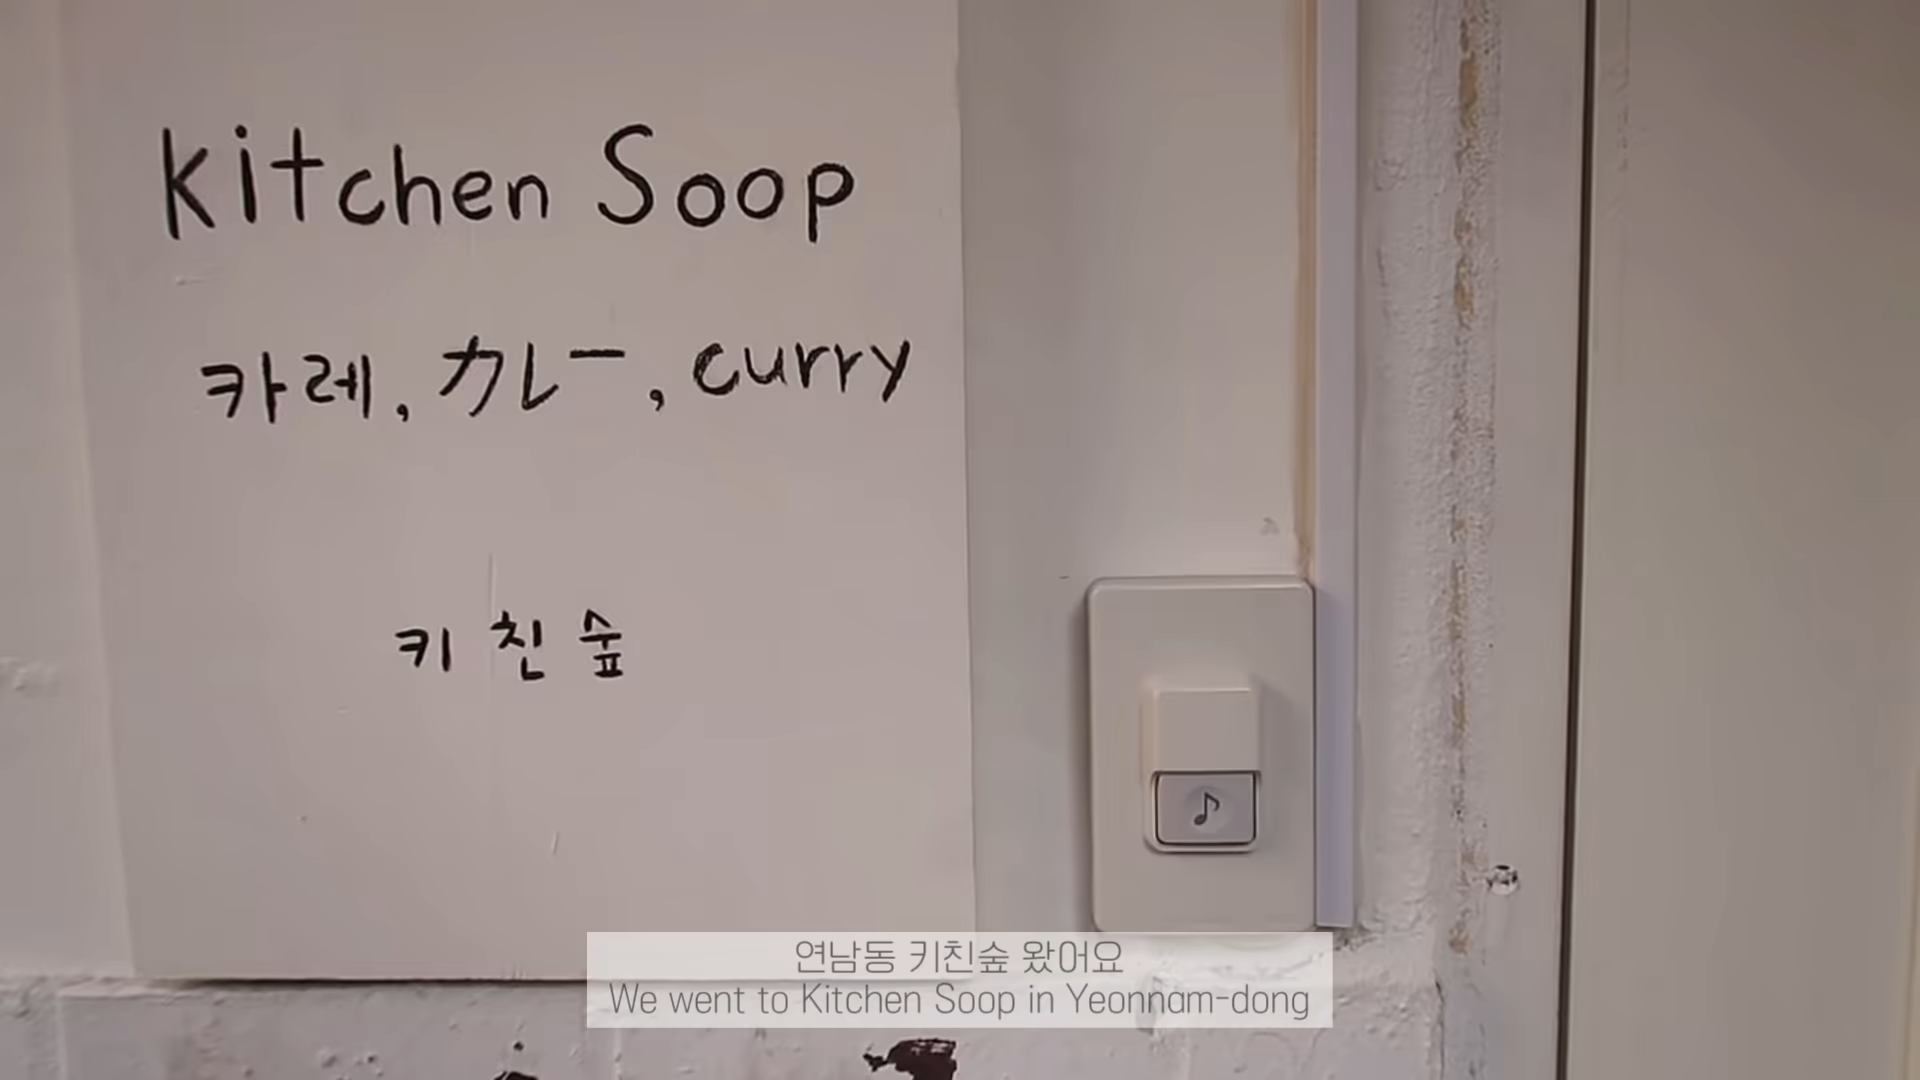 kitchen Soop
카레, カレー, curry
키친숲
연남동 키친숲 왔어요
We went to Kitchen Soop in Yeonnam-dong